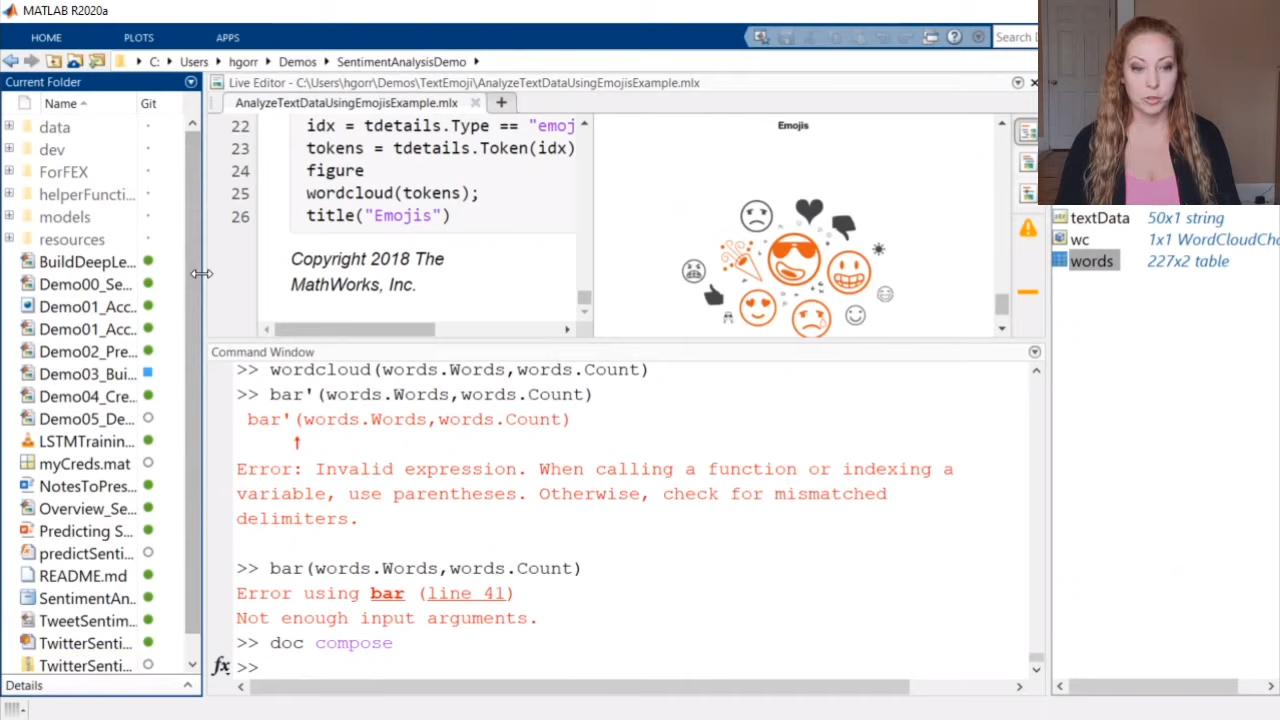 MATLAB R2020a
HOME PLOTS APPS Search D
C: Users hgorr Demos SentimentAnalysisDemo
Current Folder
Name Git
data
dev
ForFEX
helperFuncti...
models
resources
BuildDeepLe...
Demo00_Se...
Demo01_Acc...
Demo01_Acc...
Demo02_Pre...
Demo03_Bui...
Demo04_Cre...
Demo05_De...
LSTMTrainin...
myCreds.mat
NotesToPres...
Overview_Se...
Predicting S...
predictSenti...
README.md
SentimentAn...
TweetSentim...
TwitterSenti...
TwitterSenti...
Details
Live Editor - C:\Users\hgorr\Demos\TextEmoji\AnalyzeTextDataUsingEmojisExample.mlx
AnalyzeTextDataUsingEmojisExample.mlx
22 idx = tdetails.Type == "emoj
23 tokens = tdetails.Token(idx)
24 figure
25 wordcloud(tokens);
26 title("Emojis")
Copyright 2018 The
MathWorks, Inc.
Emojis
Command Window
>> wordcloud(words.Words,words.Count)
>> bar'(words.Words,words.Count)
bar'(words.Words,words.Count)
↑
Error: Invalid expression. When calling a function or indexing a
variable, use parentheses. Otherwise, check for mismatched
delimiters.
>> bar(words.Words,words.Count)
Error using bar (line 41)
Not enough input arguments.
>> doc compose
fx >>
textData 50x1 string
wc 1x1 WordCloudCha
words 227x2 table